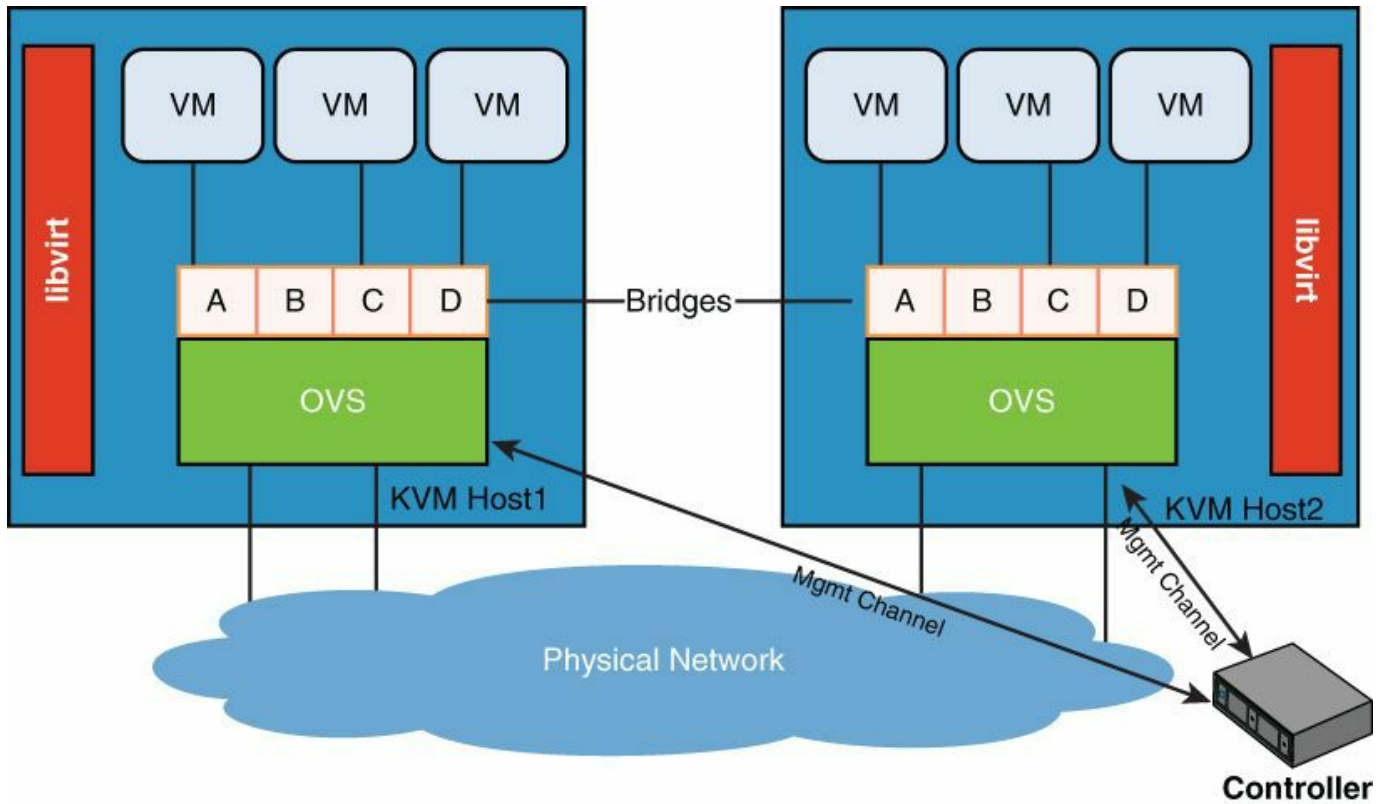 VM
VM
VM
VM
VM
VM
libvirt
libvirt
A B C D
Bridges
A B C D
OVS
OVS
KVM Host1
KVM Host2
Mgmt Channel
Mgmt Channel
Physical Network
Controller